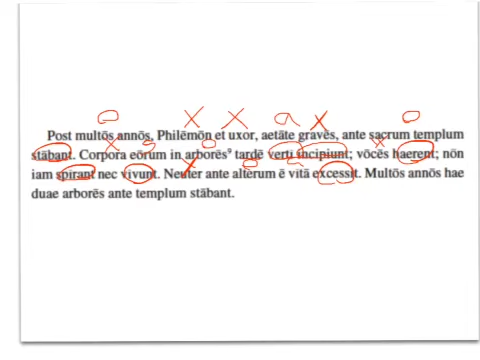 o x x a x o
Post multōs annōs, Philēmōn et uxor, aetāte gravēs, ante sacrum templum
x s o x
stābant. Corpora eōrum in arborēs⁹ tardē vertī incipiunt; vōcēs haerent; nōn
x o
iam spīrant nec vīvunt. Neuter ante alterum ē vītā excessit. Multōs annōs hae
duae arborēs ante templum stābant.